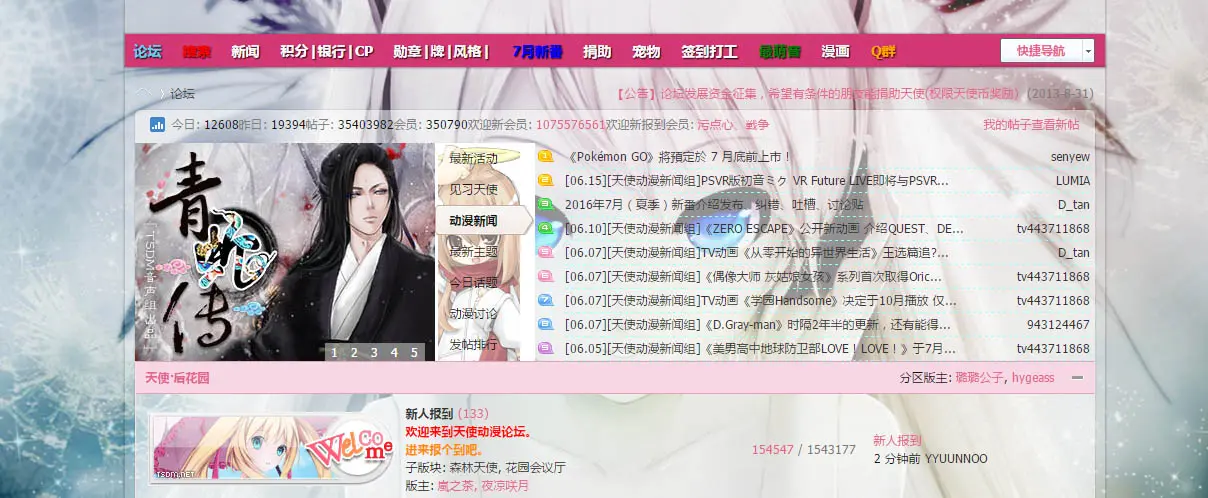 论坛 搜索 新闻 积分|银行|CP 勋章|牌|风格| 7月新番 捐助 宠物 签到打工 最萌音 漫画 Q群 快捷导航
论坛 【公告】论坛发展资金征集，希望有条件的朋友能捐助天使(权限天使币奖励) (2013-8-31)
今日: 12608昨日: 19394帖子: 35403982会员: 350790欢迎新会员: 1075576561欢迎新报到会员: 污点心、戦争 我的帖子查看新帖
青
传
最新活动
见习天使
动漫新闻
最新主题
今日话题
动漫讨论
发帖排行
1 2 3 4 5
1 《Pokémon GO》將預定於 7 月底前上市！ senyew
2 [06.15][天使动漫新闻组]PSVR版初音ミク VR Future LIVE即将与PSVR... LUMIA
3 2016年7月（夏季）新番介绍发布、纠错、吐槽、讨论贴 D_tan
4 [06.10][天使动漫新闻组]《ZERO ESCAPE》公开新动画 介绍QUEST、DE... tv443711868
5 [06.07][天使动漫新闻组]TV动画《从零开始的异世界生活》王选篇追?... D_tan
6 [06.07][天使动漫新闻组]《偶像大师 灰姑娘女孩》系列首次取得Oric... tv443711868
7 [06.07][天使动漫新闻组]TV动画《学园Handsome》决定于10月播放 仅... tv443711868
8 [06.07][天使动漫新闻组]《D.Gray-man》时隔2年半的更新，还有能得... 943124467
9 [06.05][天使动漫新闻组]《美男高中地球防卫部LOVE！LOVE！》于7月... tv443711868
天使·后花园 分区版主: 璐璐公子, hygeass
Welcome
TSDM.NET
新人报到 (133)
欢迎来到天使动漫论坛。
进来报个到吧。
子版块: 森林天使, 花园会议厅
版主: 嵐之茶, 夜凉咲月
154547 / 1543177
新人报到
2 分钟前 YYUUNNOO